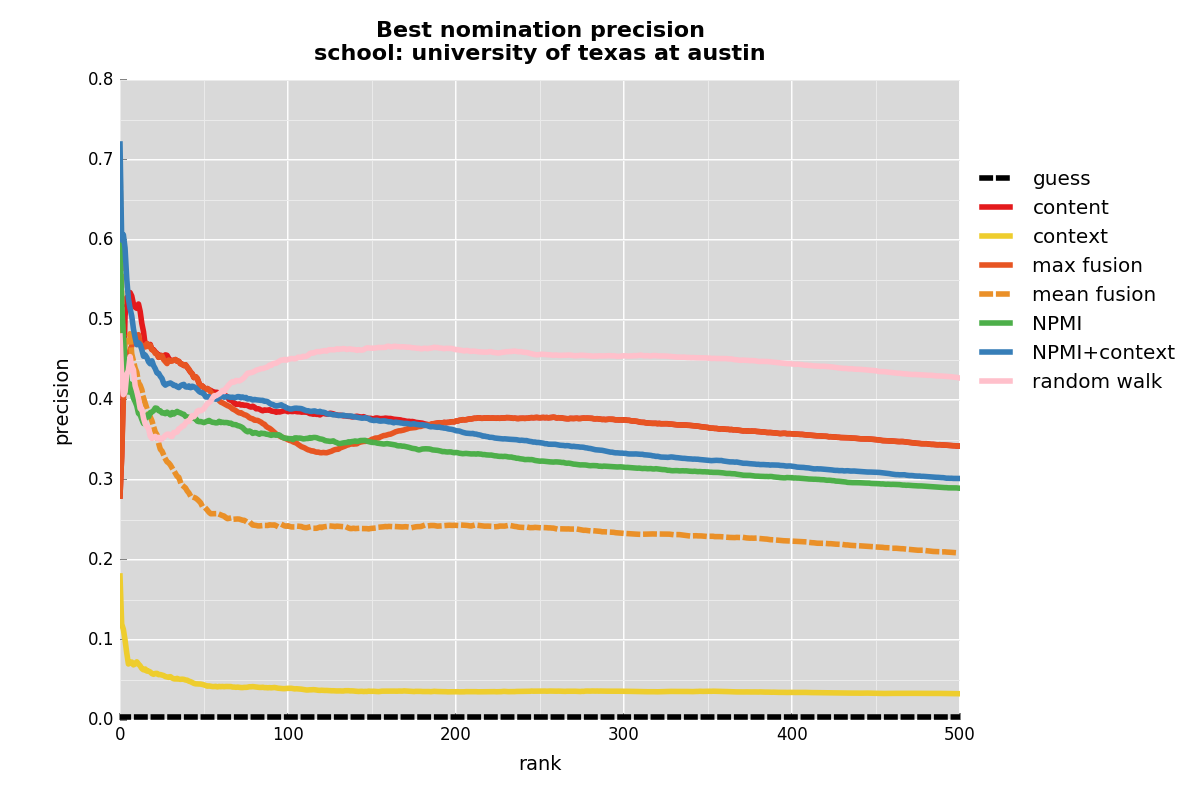 Best nomination precision
school: university of texas at austin
precision
0.8
0.7
0.6
0.5
0.4
0.3
0.2
0.1
0.0
0 100 200 300 400 500
rank
guess
content
context
max fusion
mean fusion
NPMI
NPMI+context
random walk